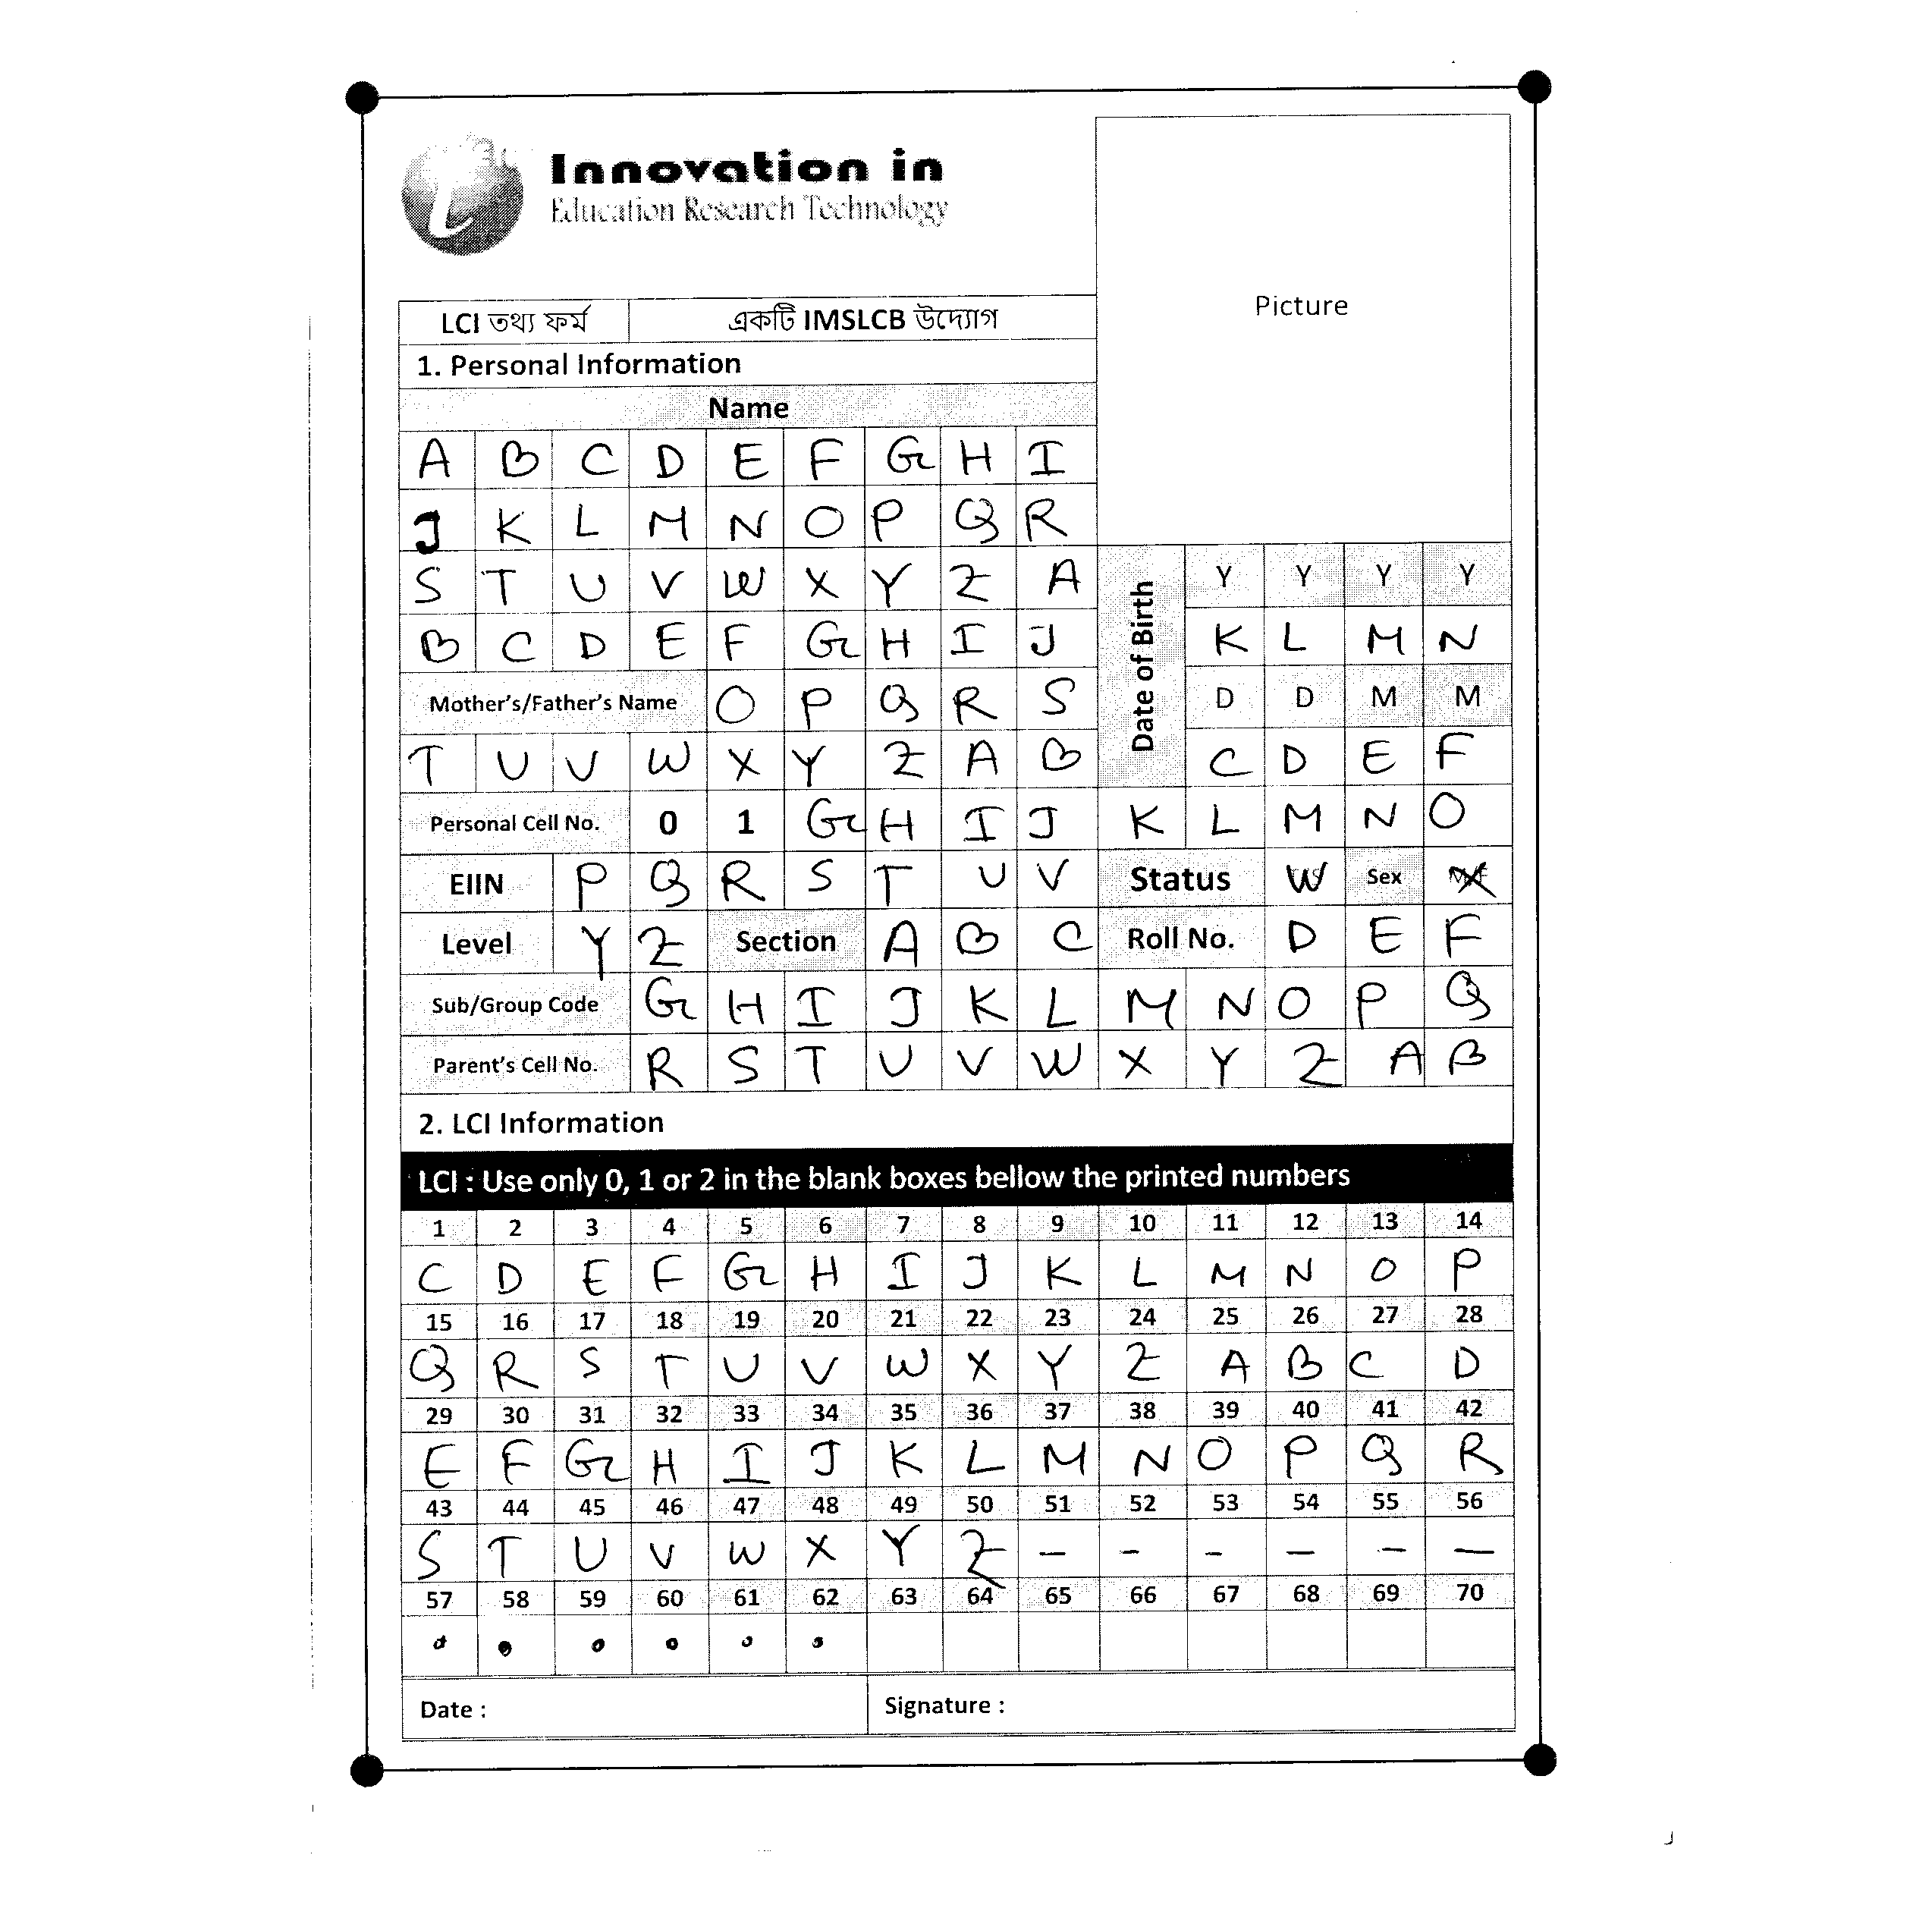 Innovation in
Education Research Technology
Picture
LCI তথ্য ফর্ম একটি IMSLCB উদ্যোগ
1. Personal Information
Name
A B C D E F G H I
J K L M N O P Q R
S T U V W X Y Z A
B C D E F G H I J
Date of Birth
Y Y Y Y
K L M N
D D M M
C D E F
Mother's/Father's Name O P Q R S
T U V W X Y Z A B
Personal Cell No. 0 1 G H I J K L M N O
EIIN P Q R S T U V Status W Sex X
Level Y Z Section A B C Roll No. D E F
Sub/Group Code G H I J K L M N O P Q
Parent's Cell No. R S T U V W X Y Z A B
2. LCI Information
LCI : Use only 0, 1 or 2 in the blank boxes bellow the printed numbers
1 2 3 4 5 6 7 8 9 10 11 12 13 14
C D E F G H I J K L M N O P
15 16 17 18 19 20 21 22 23 24 25 26 27 28
Q R S T U V W X Y Z A B C D
29 30 31 32 33 34 35 36 37 38 39 40 41 42
E F G H I J K L M N O P Q R
43 44 45 46 47 48 49 50 51 52 53 54 55 56
S T U V W X Y Z - - - - - -
57 58 59 60 61 62 63 64 65 66 67 68 69 70
Date : Signature :